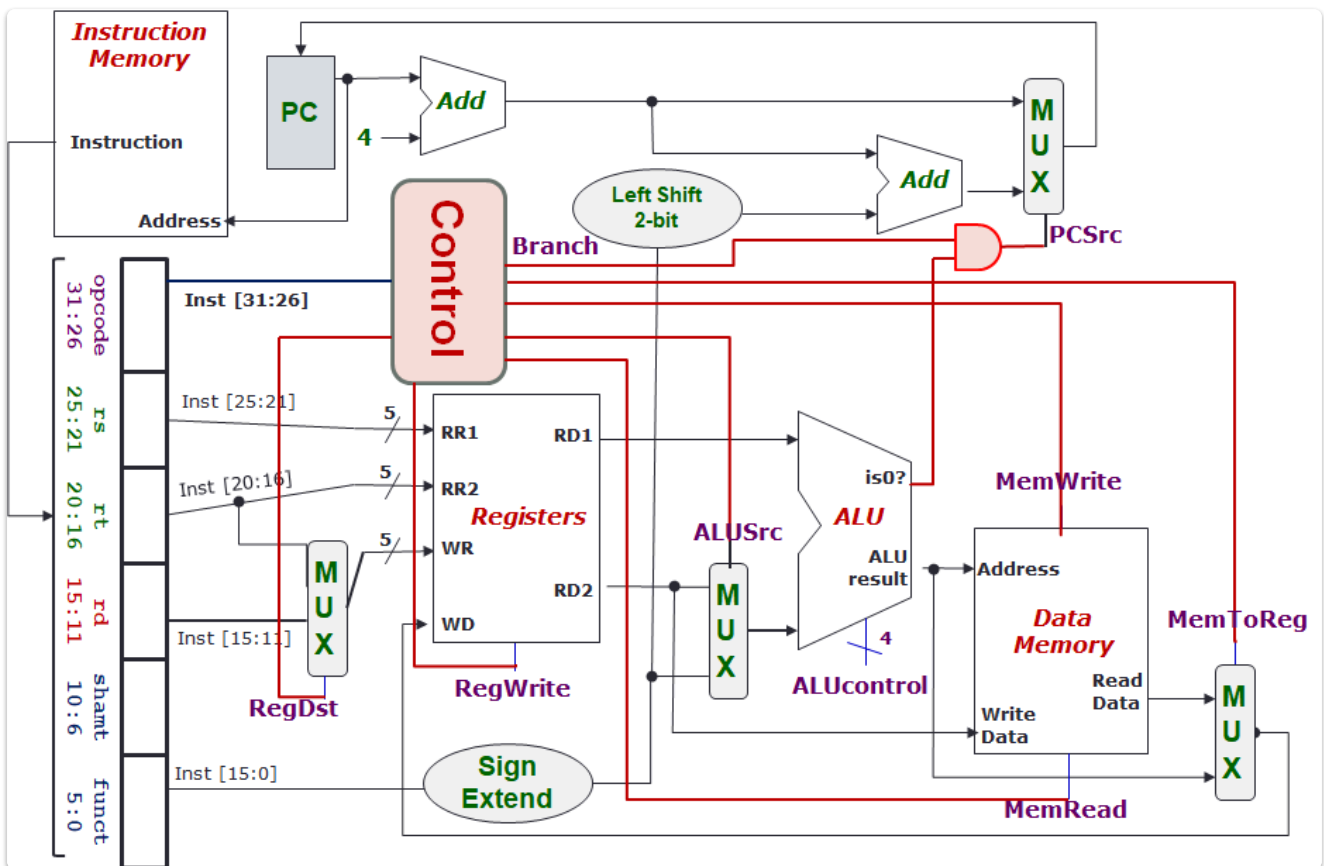 Instruction
Memory
Instruction
Address
PC
4
Add
Add
M
U
X
Left Shift
2-bit
Control
Branch
PCSrc
opcode
31:26
rs
25:21
rt
20:16
rd
15:11
shamt
10:6
funct
5:0
Inst [31:26]
Inst [25:21]
Inst [20:16]
Inst [15:11]
Inst [15:0]
5
5
5
M
U
X
RegDst
RR1
RR2
WR
WD
RD1
RD2
Registers
RegWrite
Sign
Extend
ALUSrc
M
U
X
is0?
ALU
ALU
result
4
ALUcontrol
MemWrite
Address
Data
Memory
Read
Data
Write
Data
MemRead
MemToReg
M
U
X